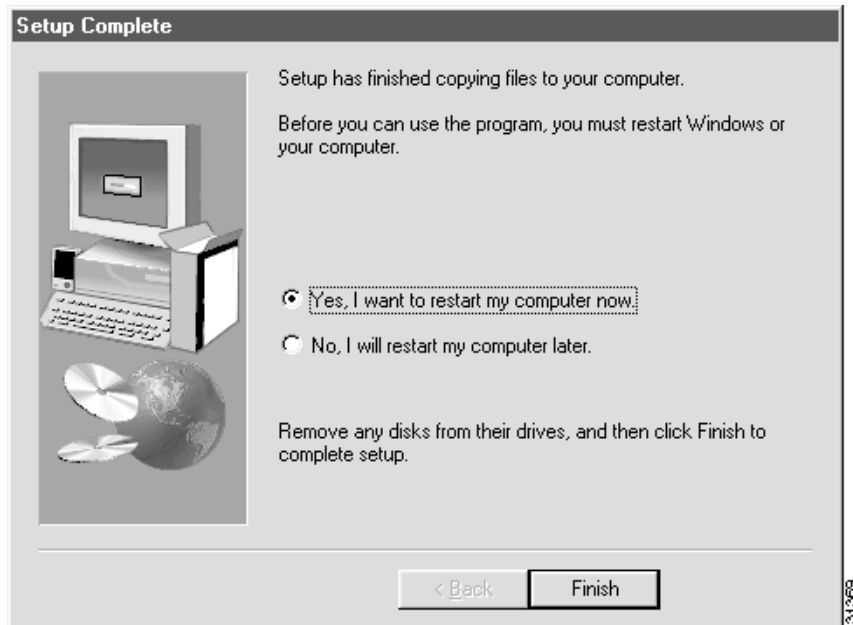 Setup Complete
Setup has finished copying files to your computer.
Before you can use the program, you must restart Windows or
your computer.
Yes, I want to restart my computer now.
No, I will restart my computer later.
Remove any disks from their drives, and then click Finish to
complete setup.
< Back
Finish
31369